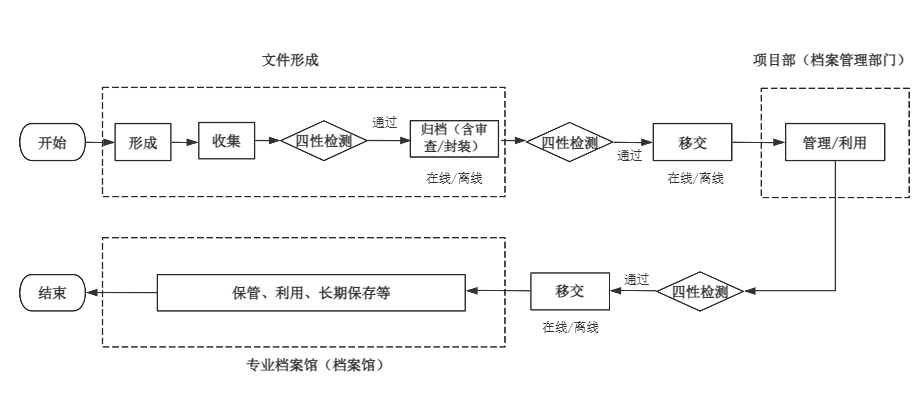 文件形成
项目部（档案管理部门）
开始
形成
收集
四性检测
通过
归档（含审
查/封装）
在线/离线
四性检测
通过
移交
在线/离线
管理/利用
结束
保管、利用、长期保存等
移交
在线/离线
通过
四性检测
专业档案馆（档案馆）